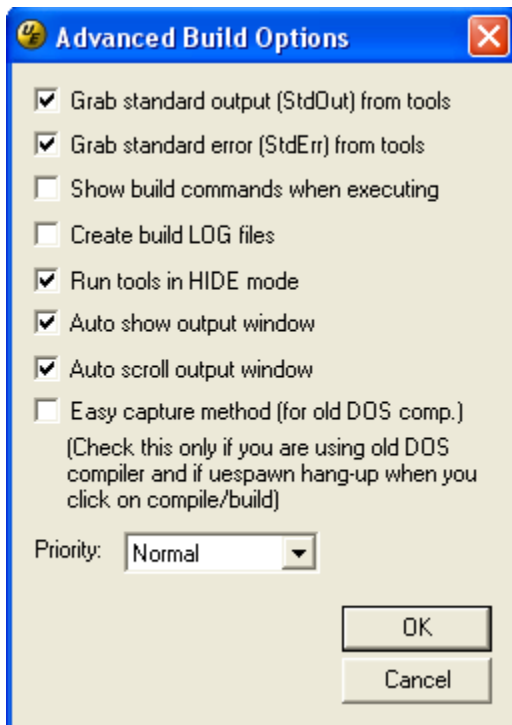 UE Advanced Build Options
Grab standard output (StdOut) from tools
Grab standard error (StdErr) from tools
Show build commands when executing
Create build LOG files
Run tools in HIDE mode
Auto show output window
Auto scroll output window
Easy capture method (for old DOS comp.)
(Check this only if you are using old DOS
compiler and if uespawn hang-up when you
click on compile/build)
Priority: Normal
OK
Cancel